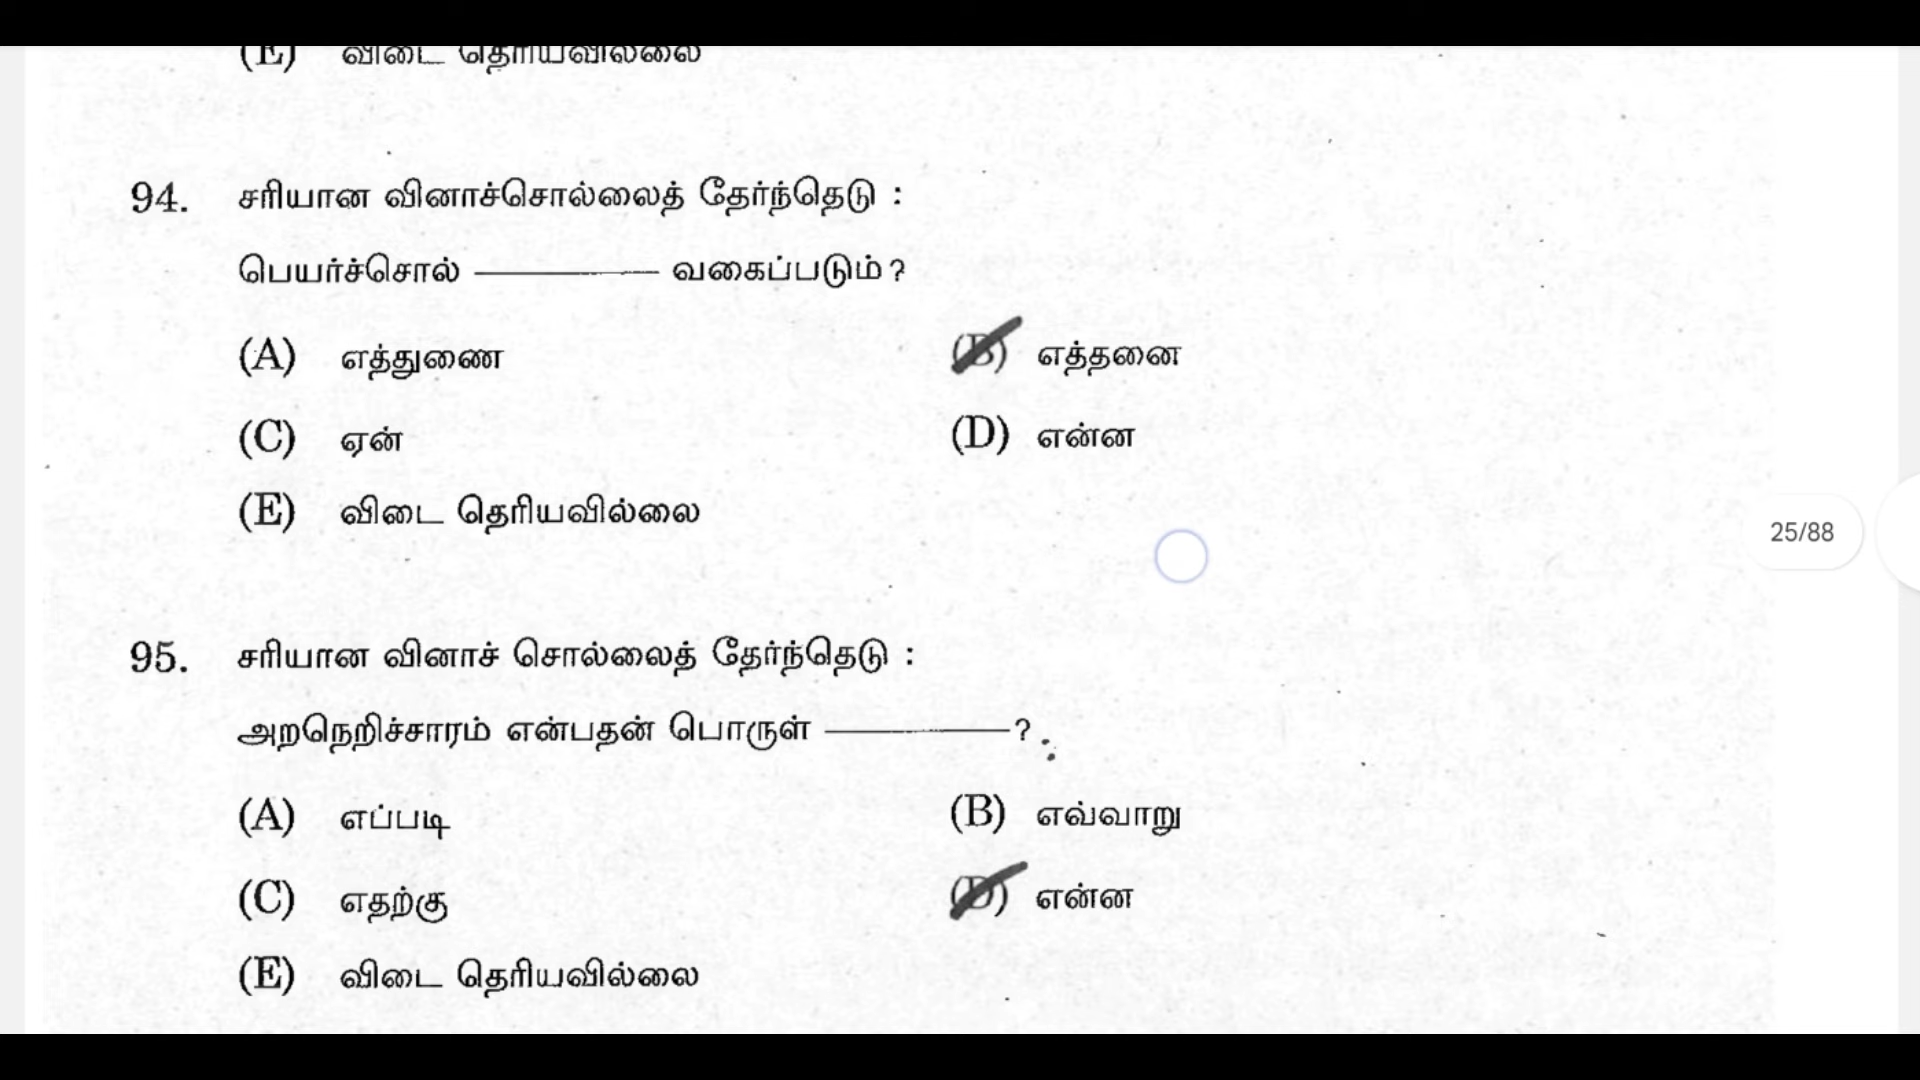 (E) விடை தெரியவில்லை
94. சரியான வினாச்சொல்லைத் தேர்ந்தெடு :
பெயர்ச்சொல் ———— வகைப்படும் ?
(A) எத்துணை (B) எத்தனை
(C) ஏன் (D) என்ன
(E) விடை தெரியவில்லை
25/88
95. சரியான வினாச் சொல்லைத் தேர்ந்தெடு :
அறநெறிச்சாரம் என்பதன் பொருள் ————?
(A) எப்படி (B) எவ்வாறு
(C) எதற்கு (D) என்ன
(E) விடை தெரியவில்லை